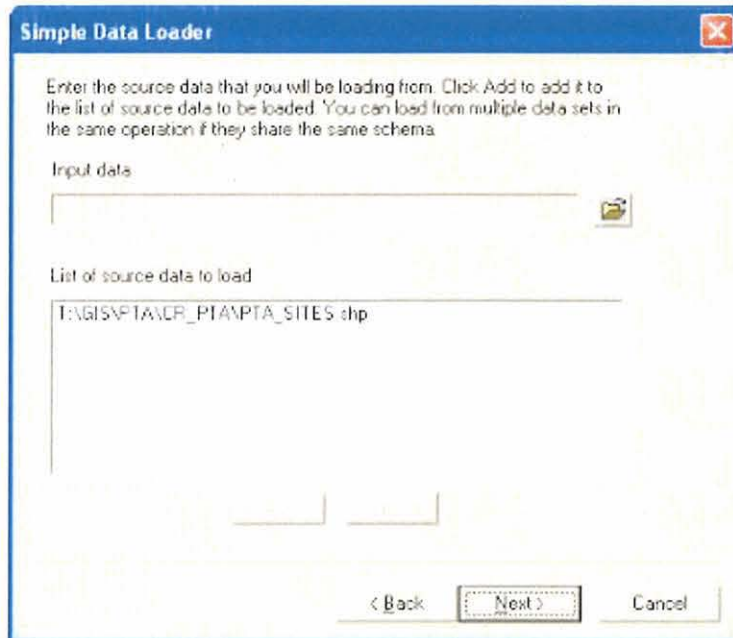 Simple Data Loader
Enter the source data that you will be loading from. Click Add to add it to
the list of source data to be loaded. You can load from multiple data sets in
the same operation if they share the same schema.
Input data
List of source data to load
T:\GIS\PTA\CR_PTA\PTA_SITES.shp
< Back
Next >
Cancel